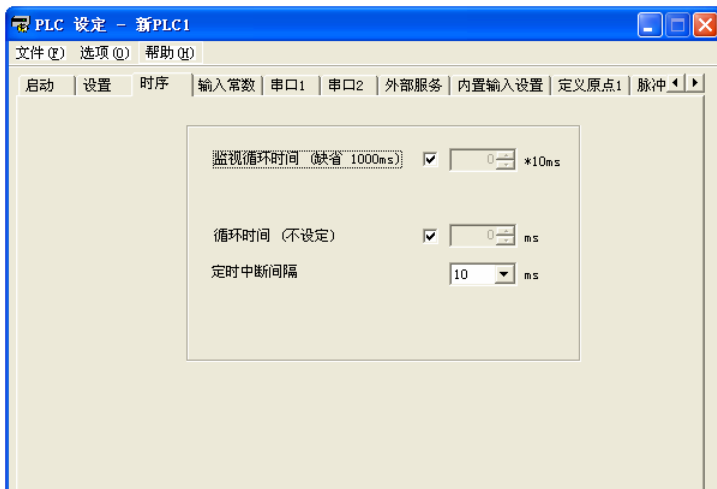 PLC 设定 - 新PLC1
文件(F) 选项(O) 帮助(H)
启动 设置 时序 输入常数 串口1 串口2 外部服务 内置输入设置 定义原点1 脉冲
监视循环时间 (缺省 1000ms) 0 *10ms
循环时间 (不设定) 0 ms
定时中断间隔 10 ms